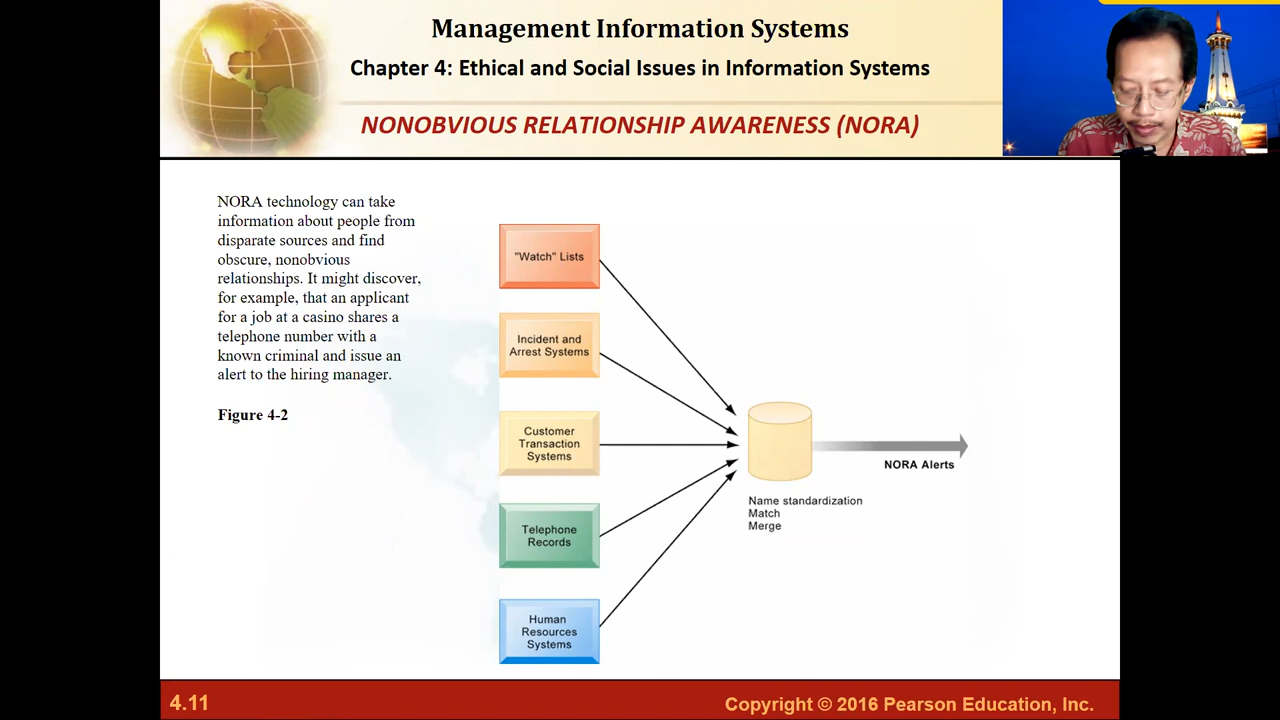 Management Information Systems
Chapter 4: Ethical and Social Issues in Information Systems
NONOBVIOUS RELATIONSHIP AWARENESS (NORA)
NORA technology can take
information about people from
disparate sources and find
obscure, nonobvious
relationships. It might discover,
for example, that an applicant
for a job at a casino shares a
telephone number with a
known criminal and issue an
alert to the hiring manager.
Figure 4-2
"Watch" Lists
Incident and
Arrest Systems
Customer
Transaction
Systems
Telephone
Records
Human
Resources
Systems
Name standardization
Match
Merge
NORA Alerts
4.11
Copyright © 2016 Pearson Education, Inc.